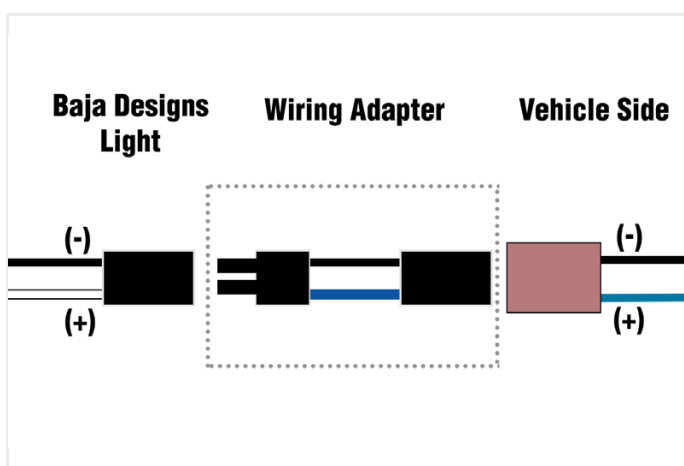 Baja Designs
Light
Wiring Adapter
Vehicle Side
(-)
(+)
(-)
(+)